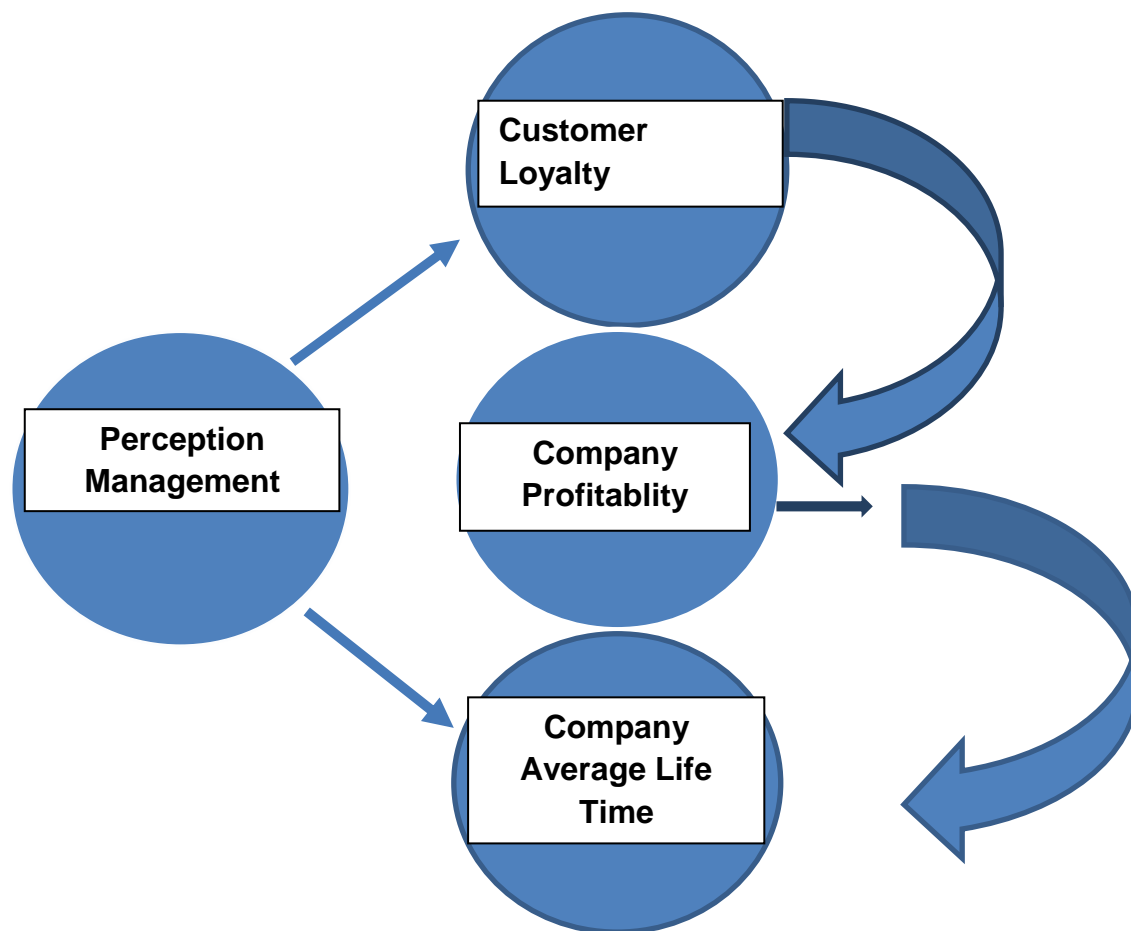 Customer
Loyalty
Perception
Management
Company
Profitablity
Company
Average Life
Time